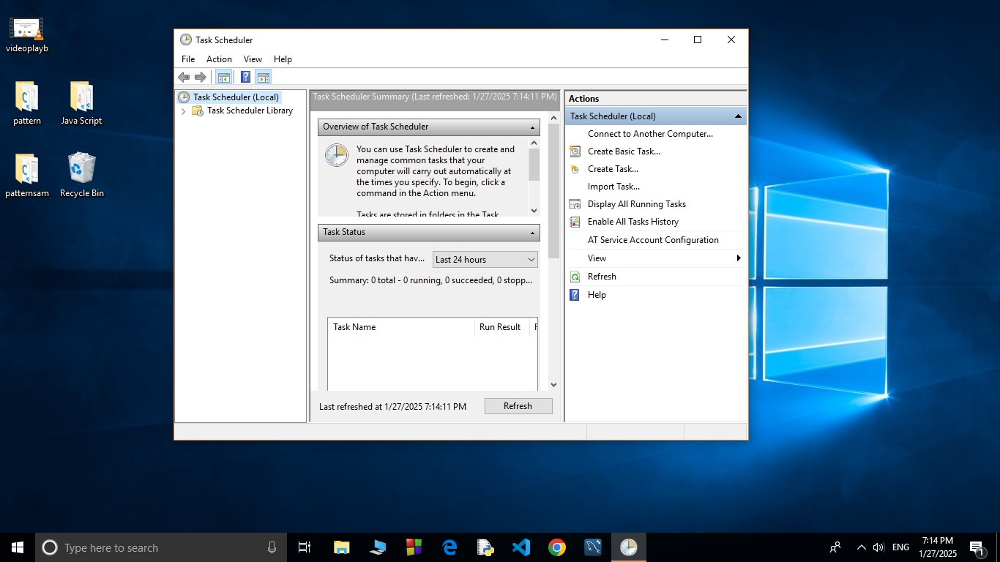 videoplayb
pattern
Java Script
patternsam
Recycle Bin
Task Scheduler
File Action View Help
Task Scheduler (Local)
Task Scheduler Library
Task Scheduler Summary (Last refreshed: 1/27/2025 7:14:11 PM)
Overview of Task Scheduler
You can use Task Scheduler to create and
manage common tasks that your
computer will carry out automatically at
the times you specify. To begin, click a
command in the Action menu.
Tasks are stored in folders in the Task
Task Status
Status of tasks that hav... Last 24 hours
Summary: 0 total - 0 running, 0 succeeded, 0 stopp...
Task Name Run Result
Last refreshed at 1/27/2025 7:14:11 PM Refresh
Actions
Task Scheduler (Local)
Connect to Another Computer...
Create Basic Task...
Create Task...
Import Task...
Display All Running Tasks
Enable All Tasks History
AT Service Account Configuration
View
Refresh
Help
Type here to search
ENG
7:14 PM
1/27/2025
1